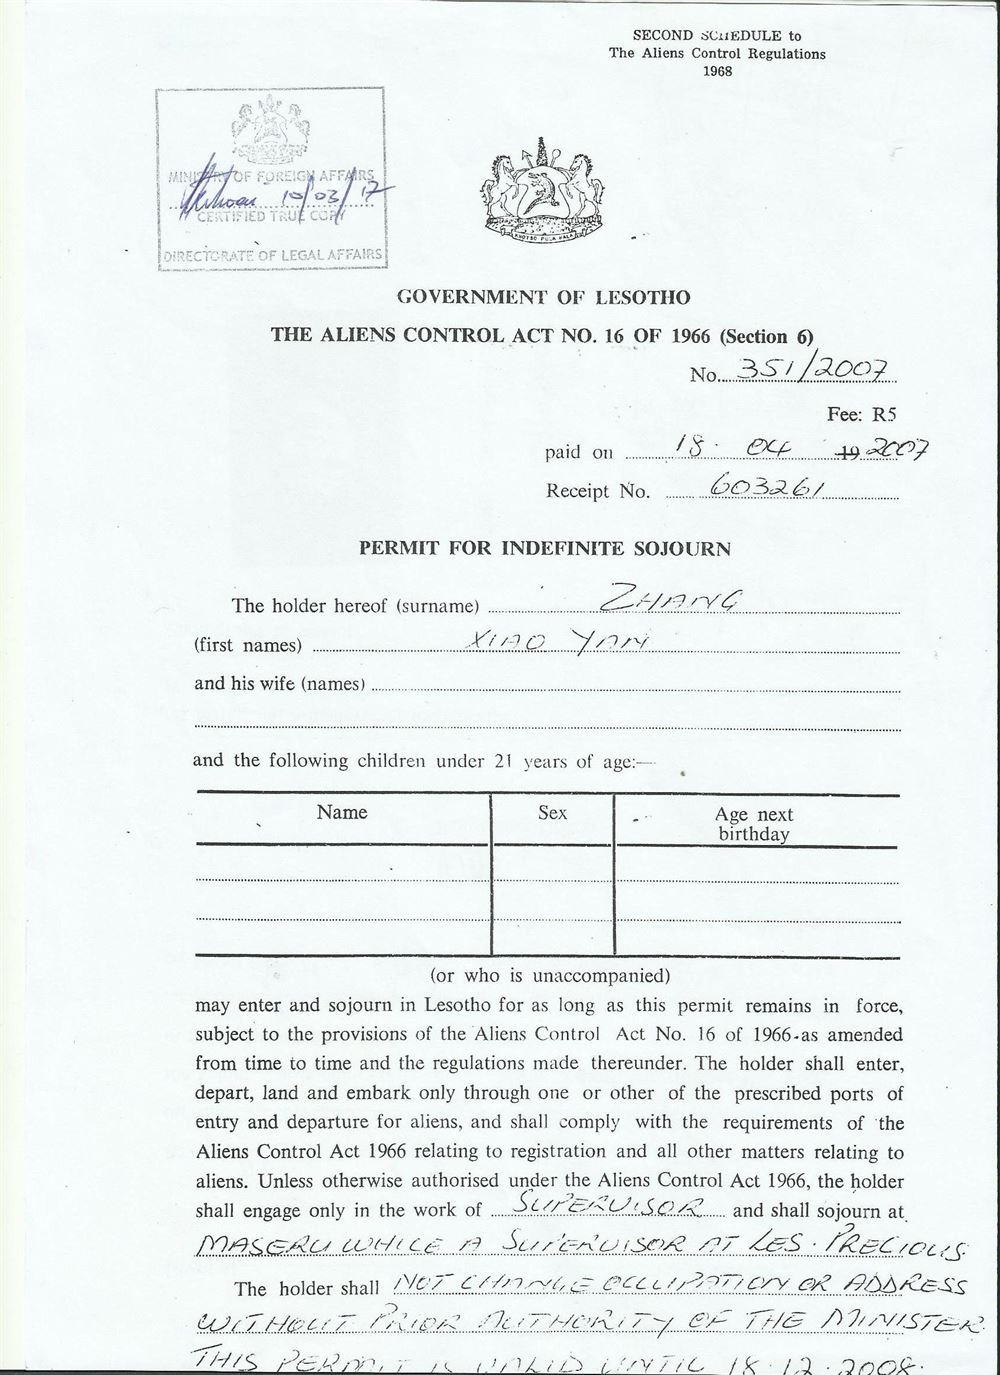 SECOND SCHEDULE to
The Aliens Control Regulations
1968
MINISTRY OF FOREIGN AFFAIRS
10/03/17
CERTIFIED TRUE COPY
DIRECTORATE OF LEGAL AFFAIRS
KHOTSO PULA NALA
GOVERNMENT OF LESOTHO
THE ALIENS CONTROL ACT NO. 16 OF 1966 (Section 6)
No. 351/2007
Fee: R5
paid on 18. 04 19 2007
Receipt No. 603261
PERMIT FOR INDEFINITE SOJOURN
The holder hereof (surname) ZHANG
(first names) XIAO YAN
and his wife (names)
and the following children under 21 years of age:—
Name Sex Age next
birthday
(or who is unaccompanied)
may enter and sojourn in Lesotho for as long as this permit remains in force,
subject to the provisions of the Aliens Control Act No. 16 of 1966 as amended
from time to time and the regulations made thereunder. The holder shall enter,
depart, land and embark only through one or other of the prescribed ports of
entry and departure for aliens, and shall comply with the requirements of the
Aliens Control Act 1966 relating to registration and all other matters relating to
aliens. Unless otherwise authorised under the Aliens Control Act 1966, the holder
shall engage only in the work of SUPERVISOR and shall sojourn at
MASERU WHILE A SUPERVISOR AT LES. PRECIOUS
The holder shall NOT CHANGE OCCUPATION OR ADDRESS
WITHOUT PRIOR AUTHORITY OF THE MINISTER.
THIS PERMIT IS VALID UNTIL 18.12.2008.